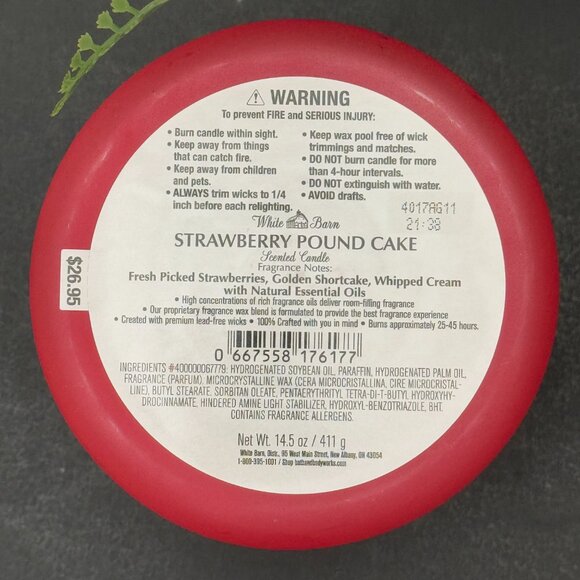 ⚠ WARNING
To prevent FIRE and SERIOUS INJURY:
• Burn candle within sight.
• Keep away from things
that can catch fire.
• Keep away from children
and pets.
• ALWAYS trim wicks to 1/4
inch before each relighting.
• Keep wax pool free of wick
trimmings and matches.
• DO NOT burn candle for more
than 4-hour intervals.
• DO NOT extinguish with water.
• AVOID drafts.
4017AG11
21:38
White Barn
STRAWBERRY POUND CAKE
Scented Candle
Fragrance Notes:
Fresh Picked Strawberries, Golden Shortcake, Whipped Cream
with Natural Essential Oils
• High concentrations of rich fragrance oils deliver room-filling fragrance
• Our proprietary fragrance wax blend is formulated to provide the best fragrance experience
• Created with premium lead-free wicks • 100% Crafted with you in mind • Burns approximately 25-45 hours.
0 667558 176177
INGREDIENTS #400000067779: HYDROGENATED SOYBEAN OIL, PARAFFIN, HYDROGENATED PALM OIL,
FRAGRANCE (PARFUM), MICROCRYSTALLINE WAX (CERA MICROCRISTALLINA, CIRE MICROCRISTAL-
LINE), BUTYL STEARATE, SORBITAN OLEATE, PENTAERYTHRITYL TETRA-DI-T-BUTYL HYDROXYHY-
DROCINNAMATE, HINDERED AMINE LIGHT STABILIZER, HYDROXYL-BENZOTRIAZOLE, BHT.
CONTAINS FRAGRANCE ALLERGENS.
Net Wt. 14.5 oz / 411 g
White Barn, Distr., 95 West Main Street, New Albany, OH 43054
1-800-395-1001 / Shop bathandbodyworks.com
$26.95